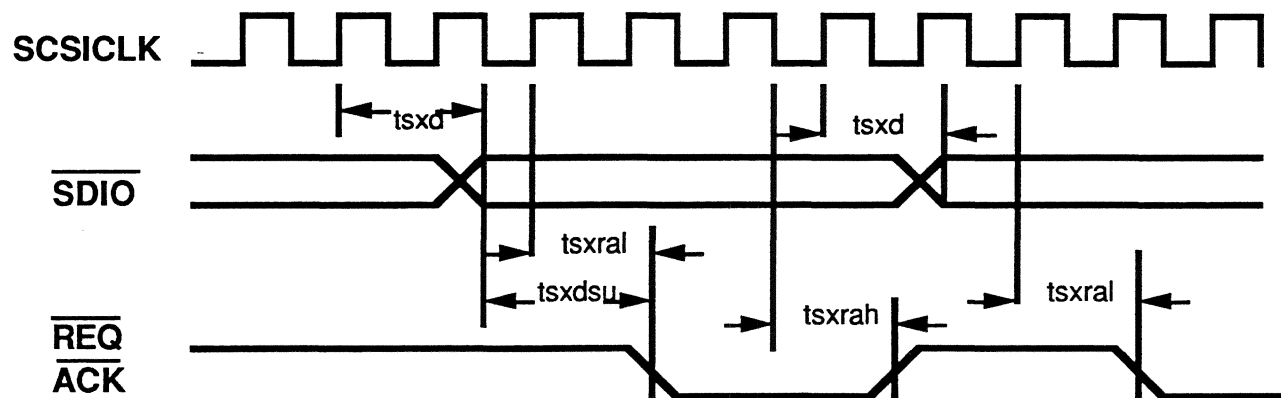 SCSICLK
tsxd tsxd
SDIO
tsxral
tsxdsu tsxral
tsxrah
REQ
ACK